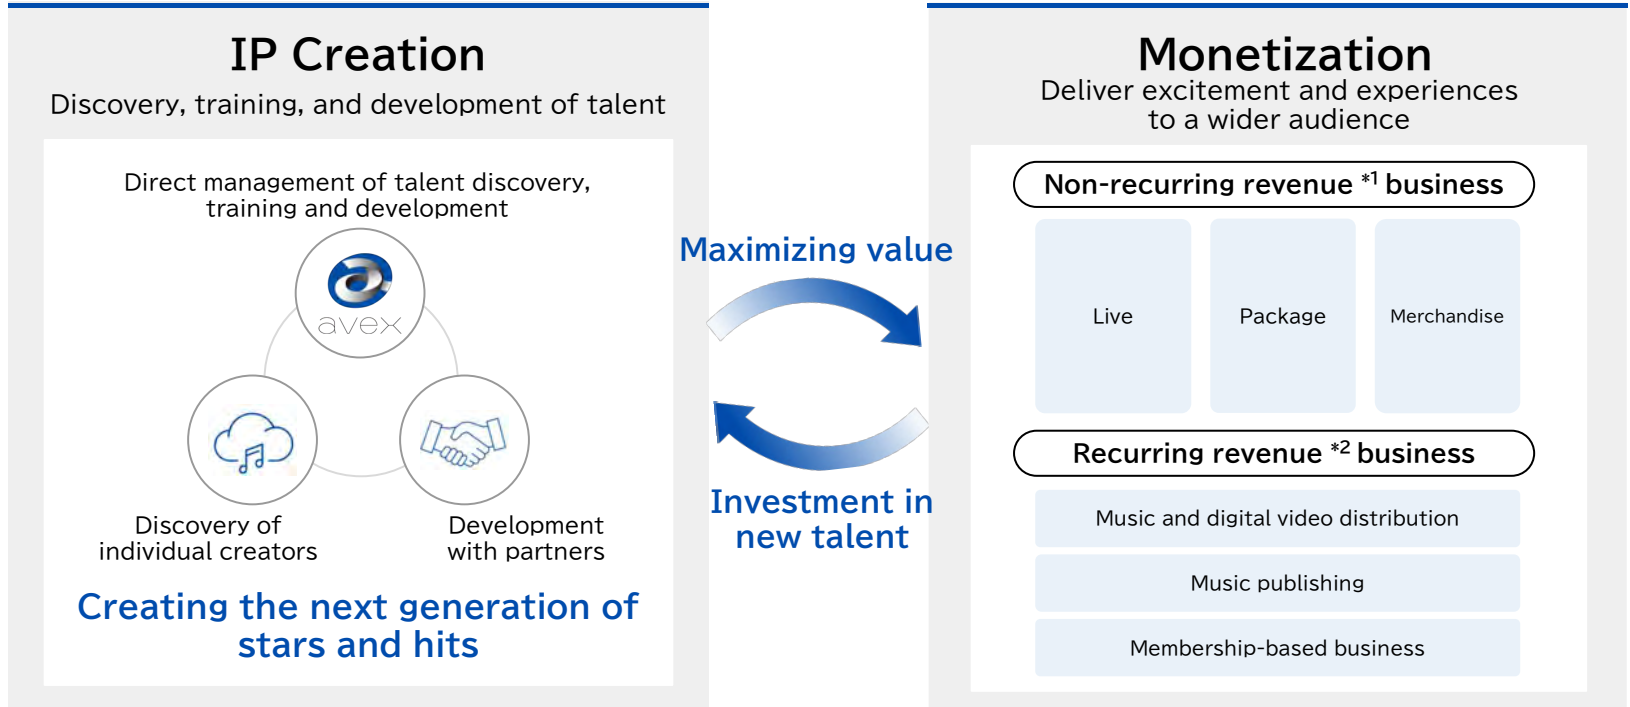 IP Creation
Discovery, training, and development of talent
Direct management of talent discovery,
training and development
avex
Discovery of
individual creators
Development
with partners
Creating the next generation of
stars and hits
Maximizing value
Investment in
new talent
Monetization
Deliver excitement and experiences
to a wider audience
Non-recurring revenue *1 business
Live
Package
Merchandise
Recurring revenue *2 business
Music and digital video distribution
Music publishing
Membership-based business